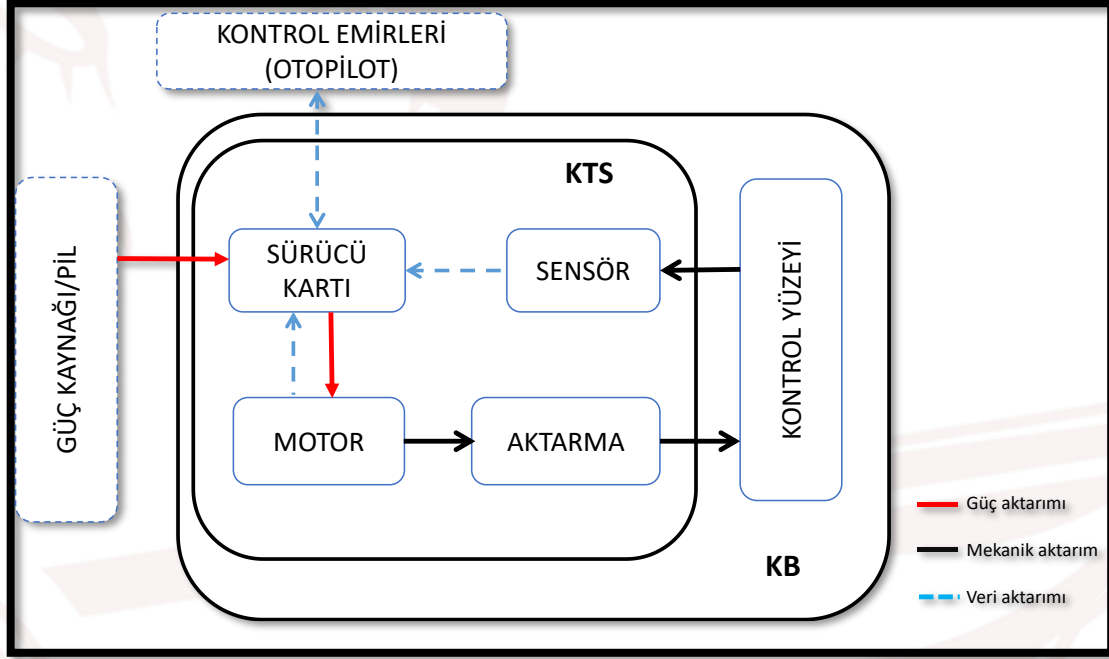 KONTROL EMİRLERİ
(OTOPİLOT)
KTS
GÜÇ KAYNAĞI/PİL
SÜRÜCÜ
KARTI
SENSÖR
KONTROL YÜZEYİ
MOTOR
AKTARMA
KB
Güç aktarımı
Mekanik aktarım
Veri aktarımı